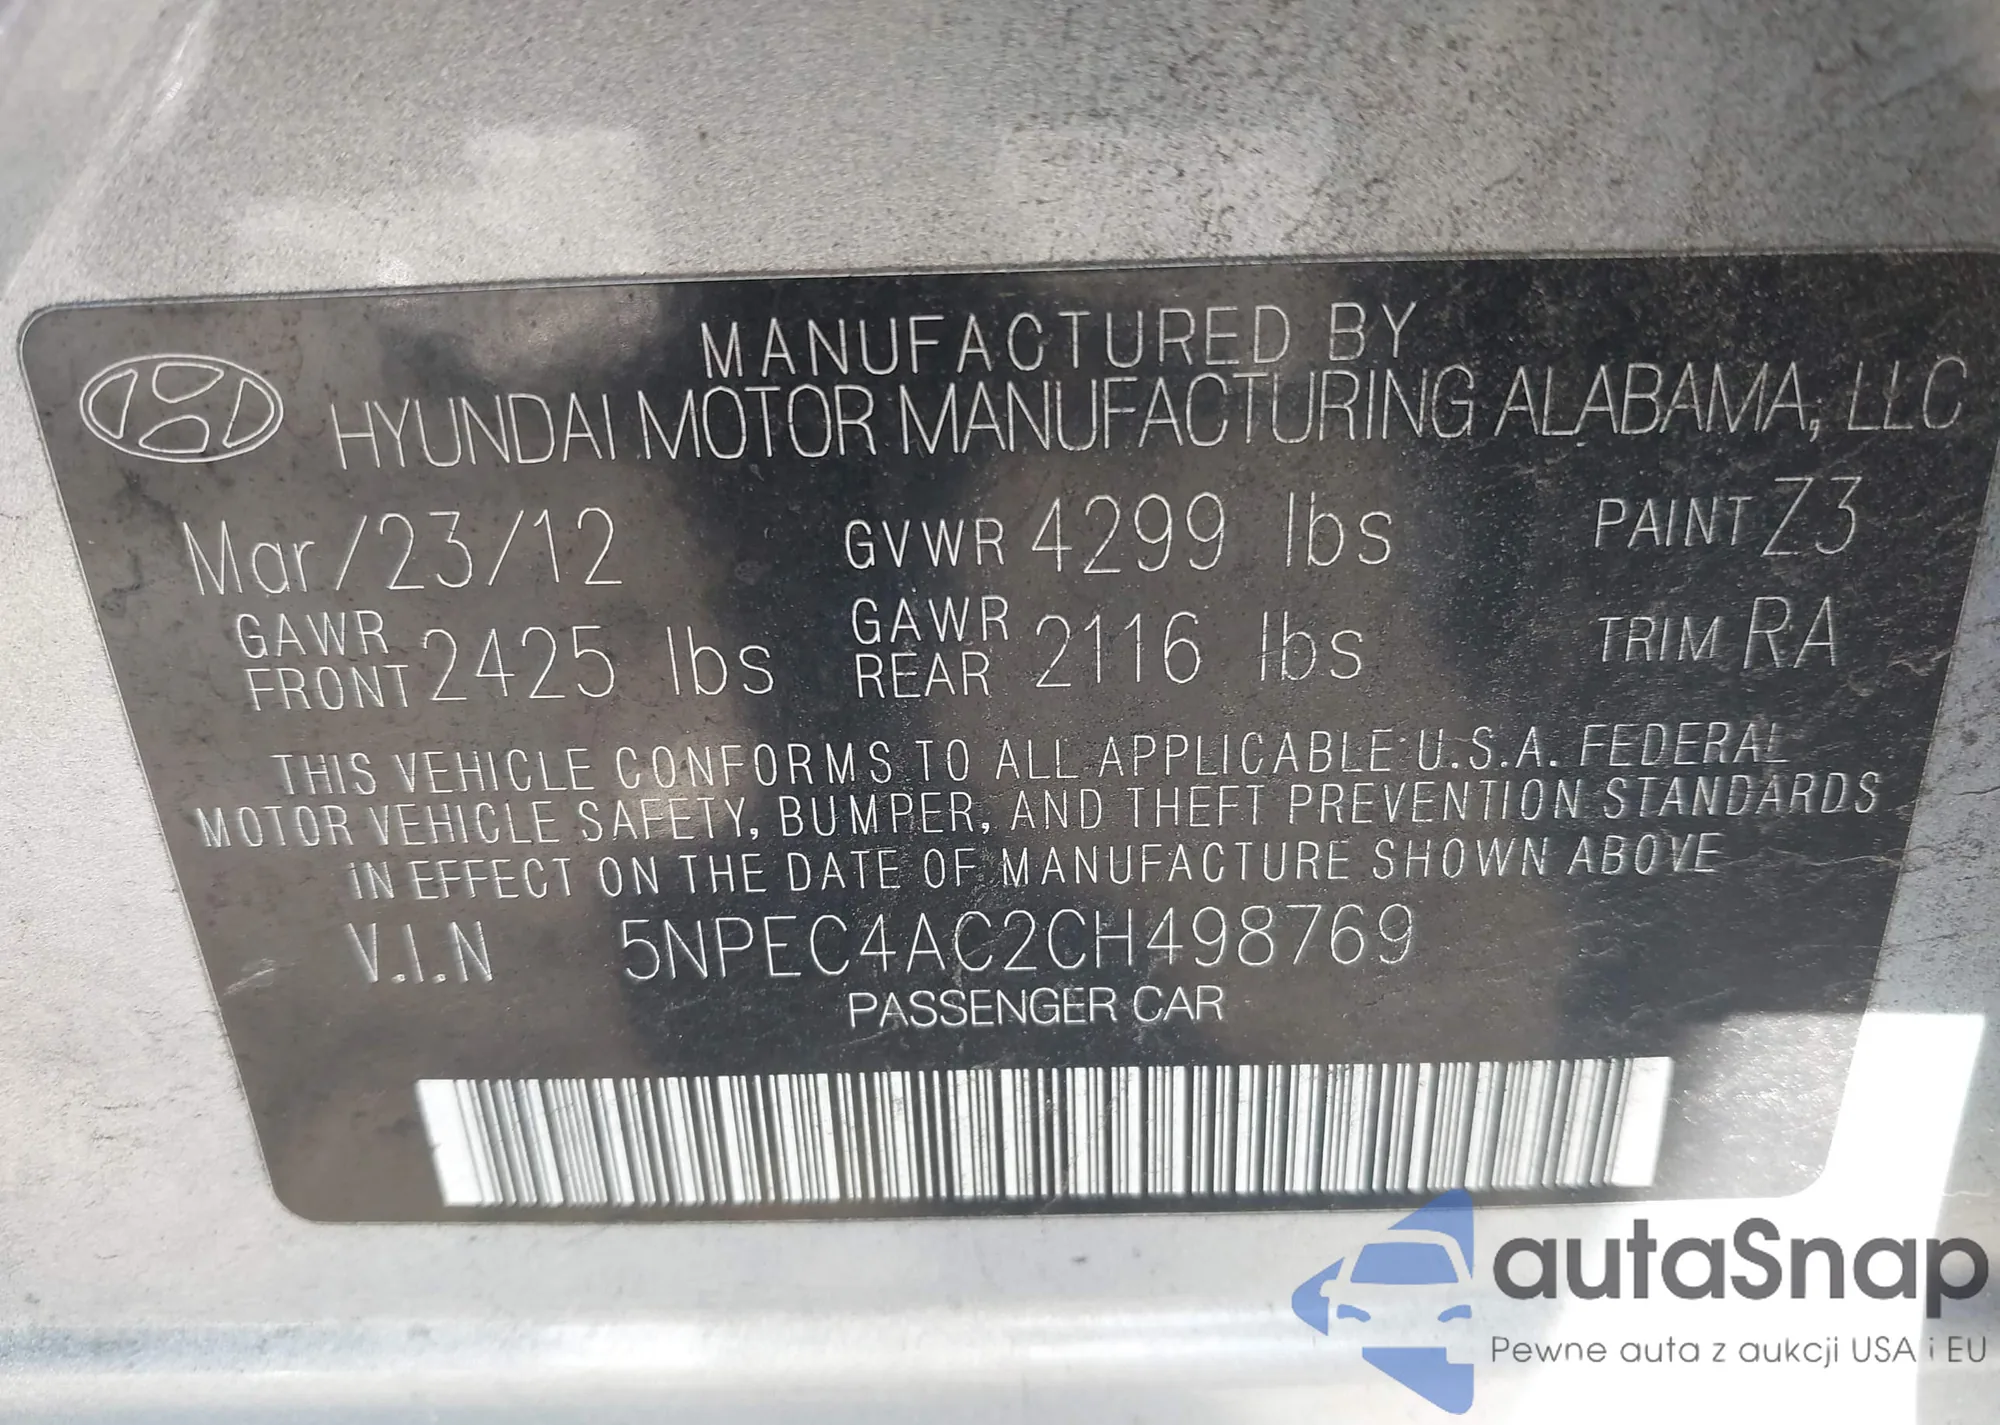 MANUFACTURED BY
HYUNDAI MOTOR MANUFACTURING ALABAMA, LLC
Mar/23/12 GVWR 4299 lbs PAINT Z3
GAWR FRONT 2425 lbs GAWR REAR 2116 lbs TRIM RA
THIS VEHICLE CONFORMS TO ALL APPLICABLE U.S.A. FEDERAL
MOTOR VEHICLE SAFETY, BUMPER, AND THEFT PREVENTION STANDARDS
IN EFFECT ON THE DATE OF MANUFACTURE SHOWN ABOVE
V.I.N 5NPEC4AC2CH498769
PASSENGER CAR
autaSnap
Pewne auta z aukcji USA i EU